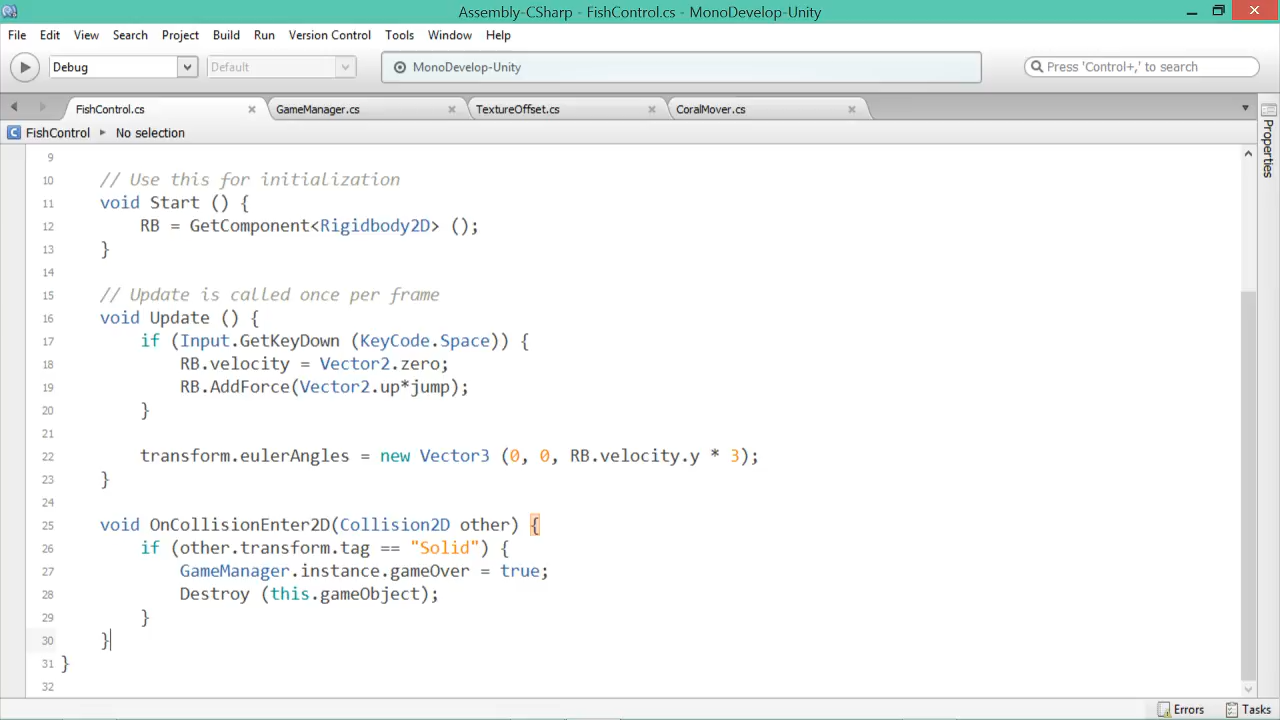 Assembly-CSharp - FishControl.cs - MonoDevelop-Unity
File Edit View Search Project Build Run Version Control Tools Window Help
Debug Default MonoDevelop-Unity Press 'Control+,' to search
FishControl.cs GameManager.cs TextureOffset.cs CoralMover.cs
FishControl No selection
Properties
9
10 // Use this for initialization
11 void Start () {
12 RB = GetComponent<Rigidbody2D> ();
13 }
14
15 // Update is called once per frame
16 void Update () {
17 if (Input.GetKeyDown (KeyCode.Space)) {
18 RB.velocity = Vector2.zero;
19 RB.AddForce(Vector2.up*jump);
20 }
21
22 transform.eulerAngles = new Vector3 (0, 0, RB.velocity.y * 3);
23 }
24
25 void OnCollisionEnter2D(Collision2D other) {
26 if (other.transform.tag == "Solid") {
27 GameManager.instance.gameOver = true;
28 Destroy (this.gameObject);
29 }
30 }
31 }
32
Errors Tasks